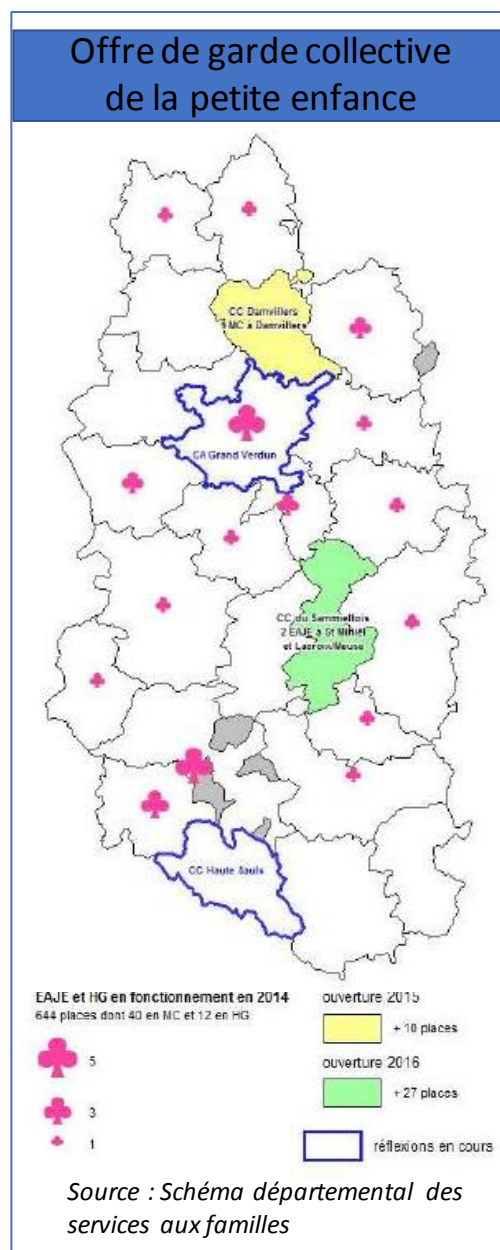 Offre de garde collective
de la petite enfance
CC Damvillers
MC à Damvillers
CA Grand Verdun
CC du Sammiellois
2 EAJE à St Mihiel
et Lacroix/Meuse
CC Haute Saulx
EAJE et HG en fonctionnement en 2014
644 places dont 40 en MC et 12 en HG
5
3
1
ouverture 2015
+ 10 places
ouverture 2016
+ 27 places
réflexions en cours
Source : Schéma départemental des
services aux familles